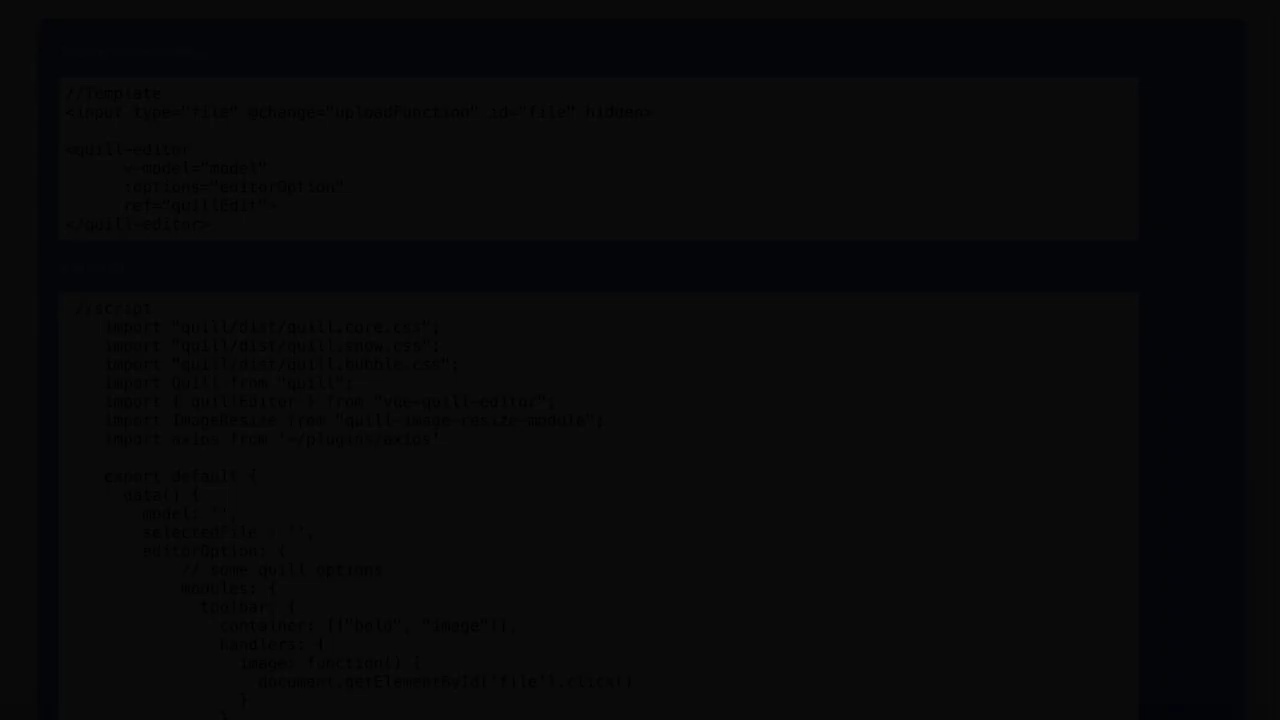 //Template
<input type="file" @change="uploadFunction" id="file" hidden>
<quill-editor
v-model="model"
:options="editorOption"
ref="quillEdit">
</quill-editor>
//script
import "quill/dist/quill.core.css";
import "quill/dist/quill.snow.css";
import "quill/dist/quill.bubble.css";
import Quill from "quill";
import { quillEditor } from "vue-quill-editor";
import ImageResize from "quill-image-resize-module";
import axios from '~/plugins/axios'
export default {
data() {
model: '',
selectedFile : '',
editorOption: {
// some quill options
modules: {
toolbar: {
container: [["bold", "image"]],
handlers: {
image: function() {
document.getElementById('file').click()
}